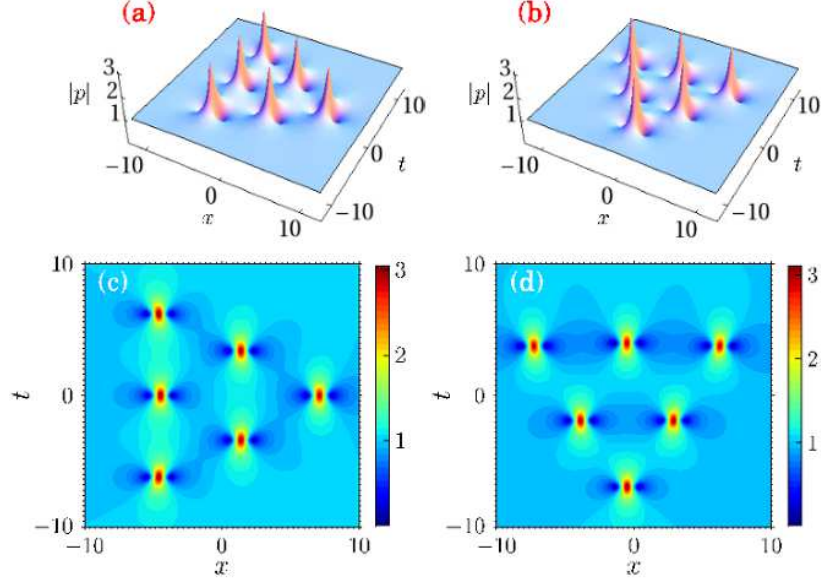 (a) (b)
3 3
|p| 2 |p| 2
1 1
10 10
−10 0 t −10 0 t
0 0
x 10 −10 x 10 −10
10 (c) 3 10 (d) 3
2 2
t 0 t 0
1 1
−10 −10
−10 0 10 −10 0 10
x x